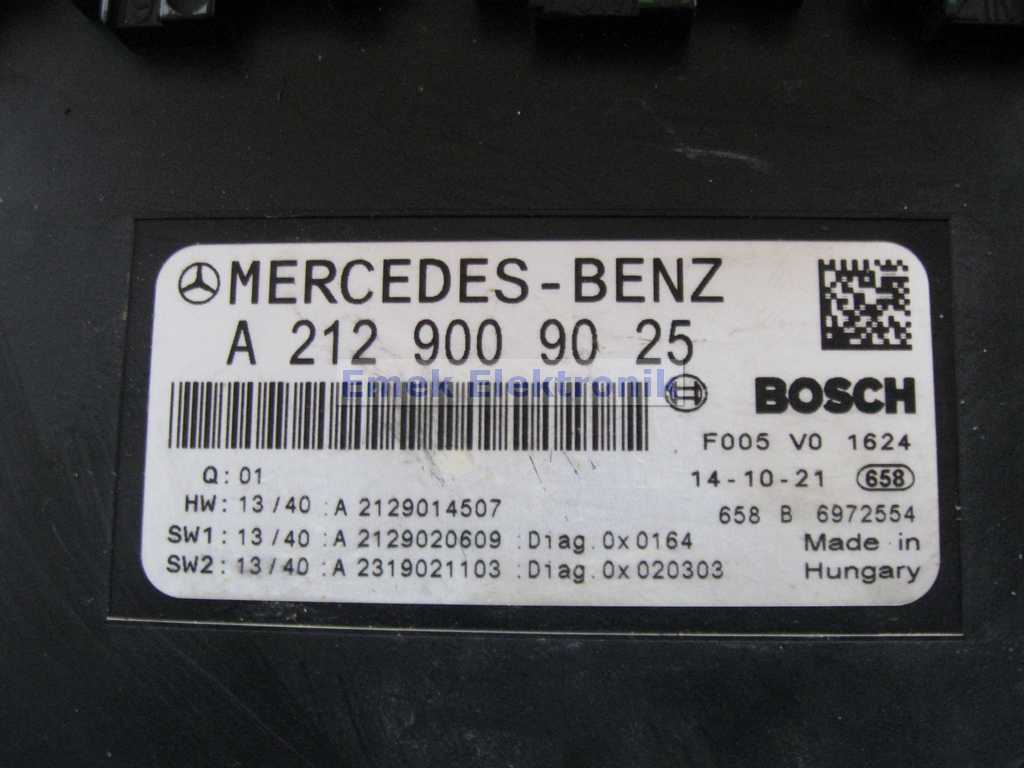 MERCEDES-BENZ
A 212 900 90 25
Emek Elektronik
BOSCH
F005 V0 1624
Q: 01
14-10-21 658
HW: 13/40 :A 2129014507
658 B 6972554
SW1: 13/40 :A 2129020609 :Diag.0x0164
Made in
SW2: 13/40 :A 2319021103 :Diag.0x020303
Hungary